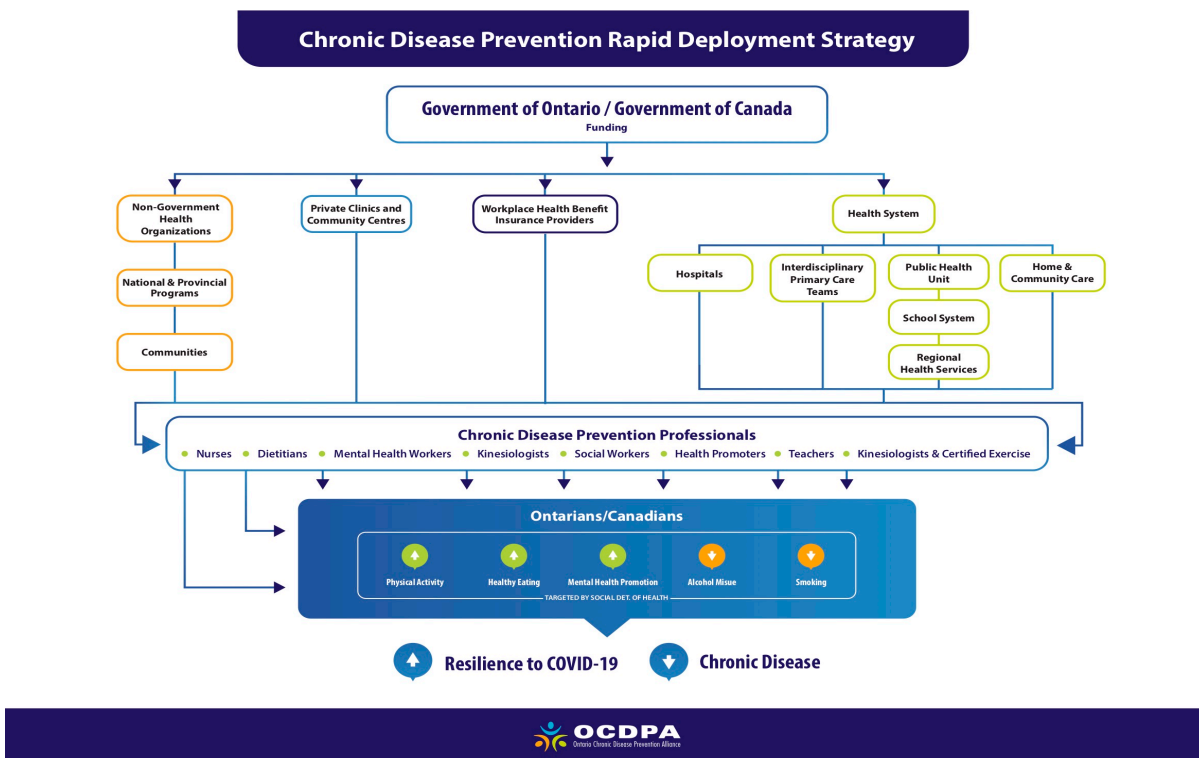 Chronic Disease Prevention Rapid Deployment Strategy
Government of Ontario / Government of Canada
Funding
Non-Government
Health
Organizations
Private Clinics and
Community Centres
Workplace Health Benefit
Insurance Providers
Health System
National & Provincial
Programs
Communities
Hospitals
Interdisciplinary
Primary Care
Teams
Public Health
Unit
School System
Regional
Health Services
Home &
Community Care
Chronic Disease Prevention Professionals
Nurses Dietitians Mental Health Workers Kinesiologists Social Workers Health Promoters Teachers Kinesiologists & Certified Exercise
Ontarians/Canadians
Physical Activity Healthy Eating Mental Health Promotion Alcohol Misue Smoking
TARGETED BY SOCIAL DET. OF HEALTH
Resilience to COVID-19 Chronic Disease
OCDPA
Ontario Chronic Disease Prevention Alliance